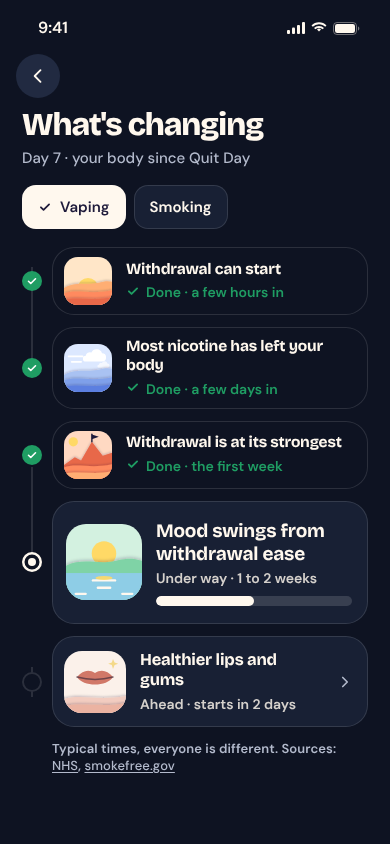 9:41
What's changing
Day 7 · your body since Quit Day
Vaping
Smoking
Withdrawal can start
Done · a few hours in
Most nicotine has left your
body
Done · a few days in
Withdrawal is at its strongest
Done · the first week
Mood swings from
withdrawal ease
Under way · 1 to 2 weeks
Healthier lips and
gums
Ahead · starts in 2 days
Typical times, everyone is different. Sources:
NHS, smokefree.gov